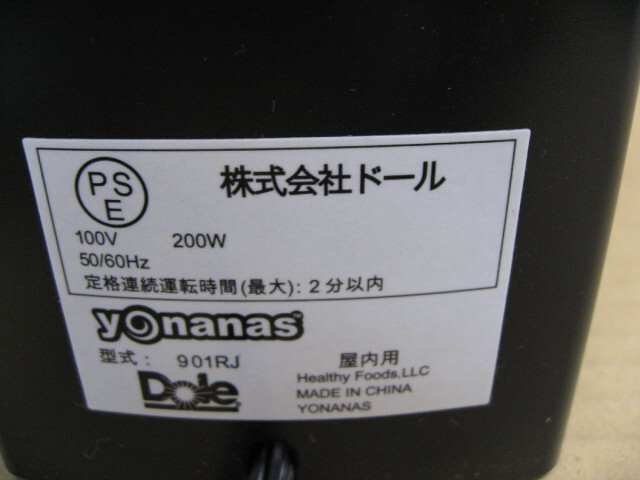 PS
E
株式会社ドール
100V 200W
50/60Hz
定格連続運転時間(最大): 2分以内
yonanas
型式: 901RJ 屋内用
Dole
Healthy Foods,LLC
MADE IN CHINA
YONANAS